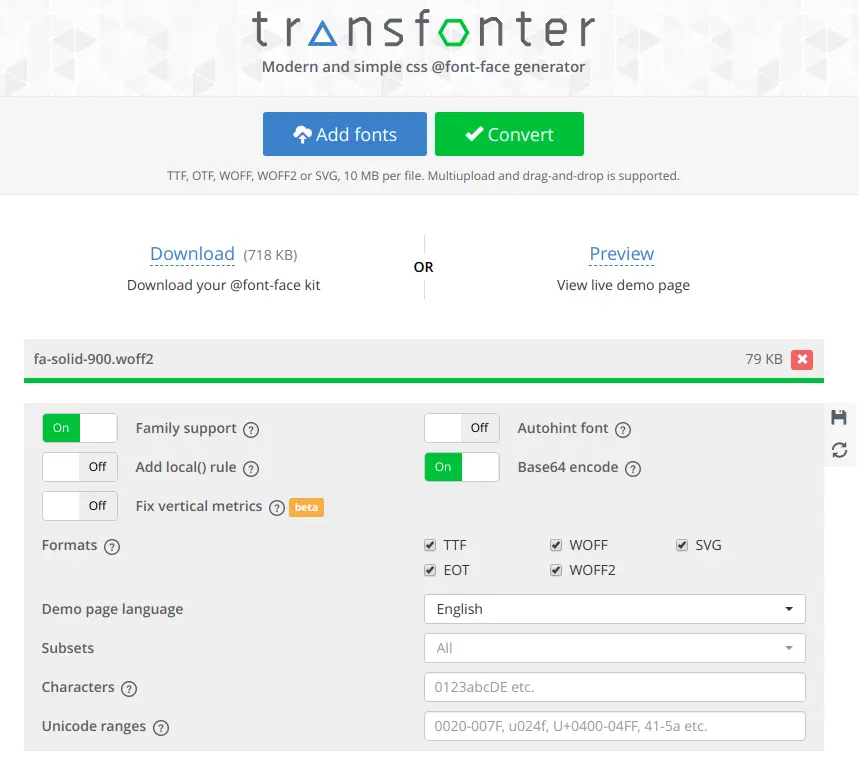 transfonter
Modern and simple css @font-face generator
Add fonts
Convert
TTF, OTF, WOFF, WOFF2 or SVG, 10 MB per file. Multiupload and drag-and-drop is supported.
Download (718 KB)
Download your @font-face kit
OR
Preview
View live demo page
fa-solid-900.woff2 79 KB
On Family support ?
Off Autohint font ?
Off Add local() rule ?
On Base64 encode ?
Off Fix vertical metrics ? beta
Formats ?
TTF WOFF SVG
EOT WOFF2
Demo page language English
Subsets All
Characters ? 0123abcDE etc.
Unicode ranges ? 0020-007F, u024f, U+0400-04FF, 41-5a etc.